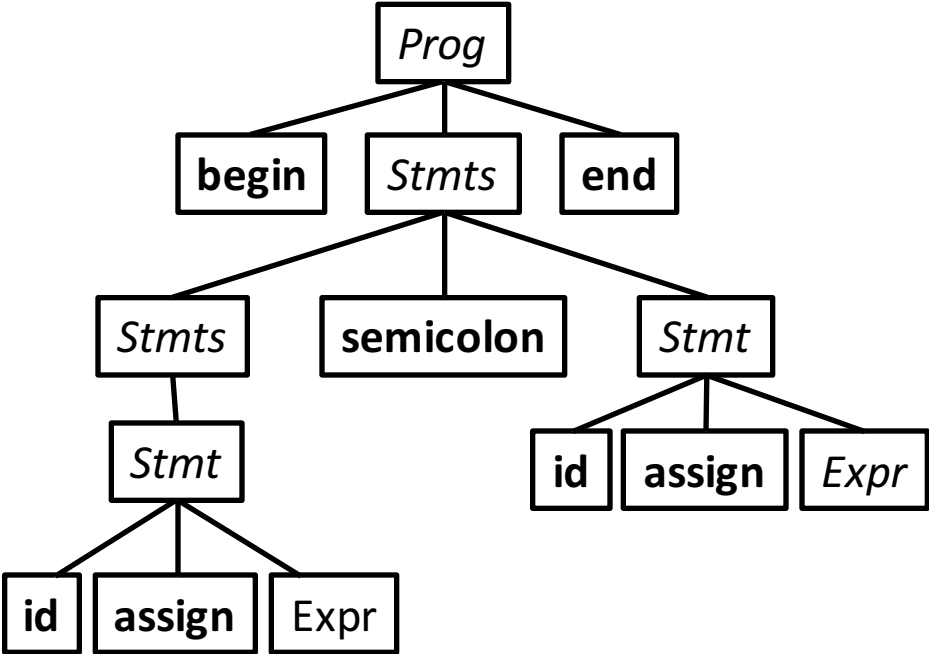 Prog
begin Stmts end
Stmts semicolon Stmt
Stmt
id assign Expr
id assign Expr